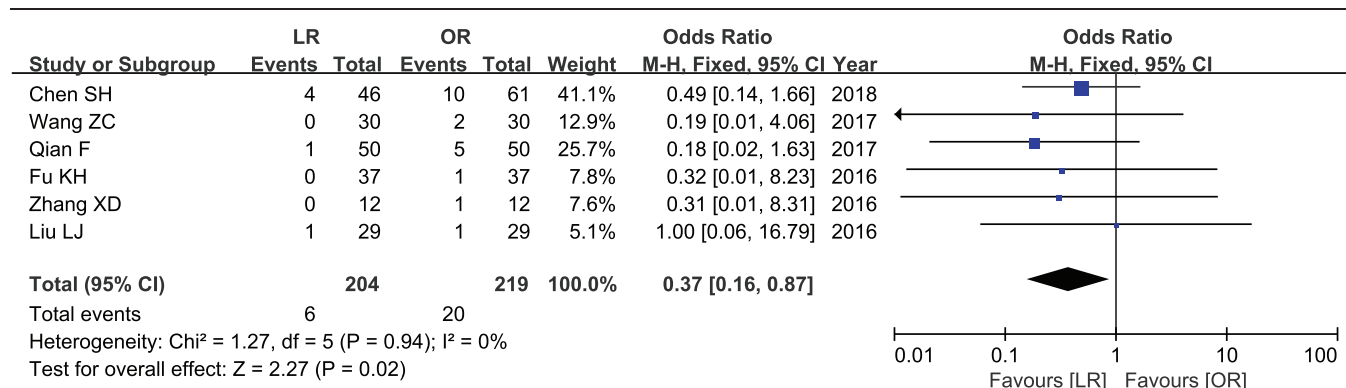 LR OR Odds Ratio Odds Ratio
Study or Subgroup Events Total Events Total Weight M-H, Fixed, 95% CI Year M-H, Fixed, 95% CI
Chen SH 4 46 10 61 41.1% 0.49 [0.14, 1.66] 2018
Wang ZC 0 30 2 30 12.9% 0.19 [0.01, 4.06] 2017
Qian F 1 50 5 50 25.7% 0.18 [0.02, 1.63] 2017
Fu KH 0 37 1 37 7.8% 0.32 [0.01, 8.23] 2016
Zhang XD 0 12 1 12 7.6% 0.31 [0.01, 8.31] 2016
Liu LJ 1 29 1 29 5.1% 1.00 [0.06, 16.79] 2016
Total (95% CI) 204 219 100.0% 0.37 [0.16, 0.87]
Total events 6 20
Heterogeneity: Chi² = 1.27, df = 5 (P = 0.94); I² = 0%
Test for overall effect: Z = 2.27 (P = 0.02)
0.01 0.1 1 10 100
Favours [LR] Favours [OR]